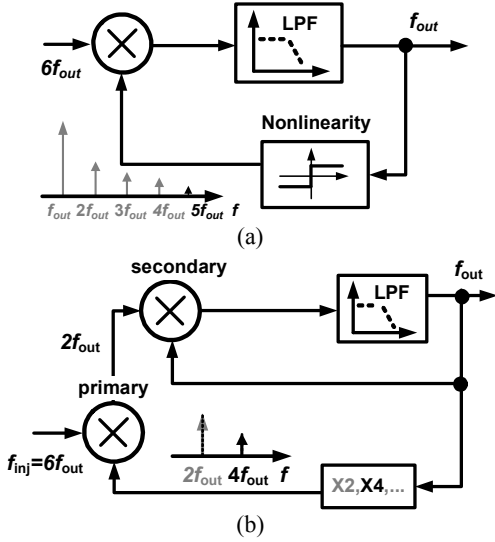 LPF
f_out
6f_out
Nonlinearity
f_out 2f_out 3f_out 4f_out 5f_out f
(a)
secondary
f_out
LPF
2f_out
primary
f_inj=6f_out
2f_out 4f_out f
X2,X4,...
(b)